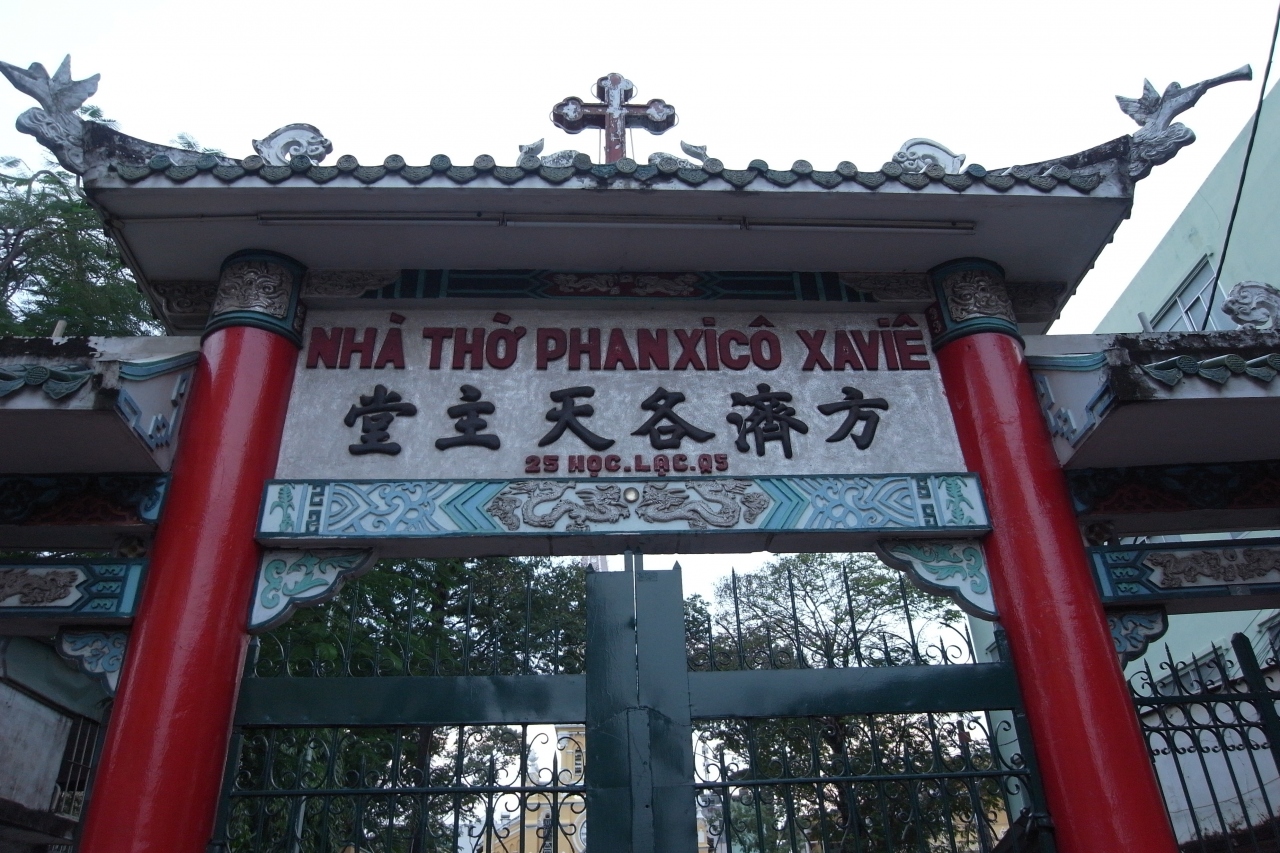 NHÀ THỜ PHANXICÔ XAVIÊ
方濟各天主堂
25 HỌC.LẠC.Q5